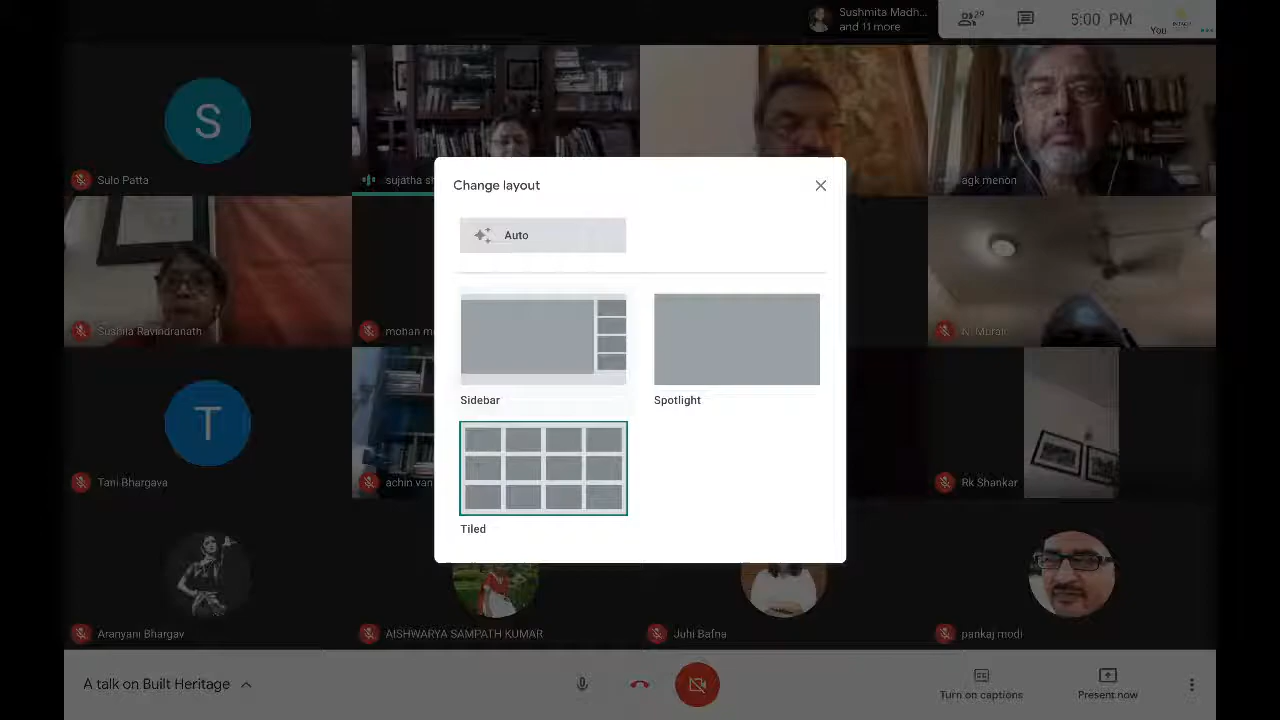 Sushmita Madh...
and 11 more
29
5:00 PM
You
S
Sulo Patta
sujatha sh
agk menon
Change layout
Auto
Sushila Ravindranath
mohan m
N. Murali
Sidebar
Spotlight
T
Tani Bhargava
achin van
Rk Shankar
Tiled
Aranyani Bhargav
AISHWARYA SAMPATH KUMAR
Juhi Bafna
pankaj modi
A talk on Built Heritage
Turn on captions
Present now